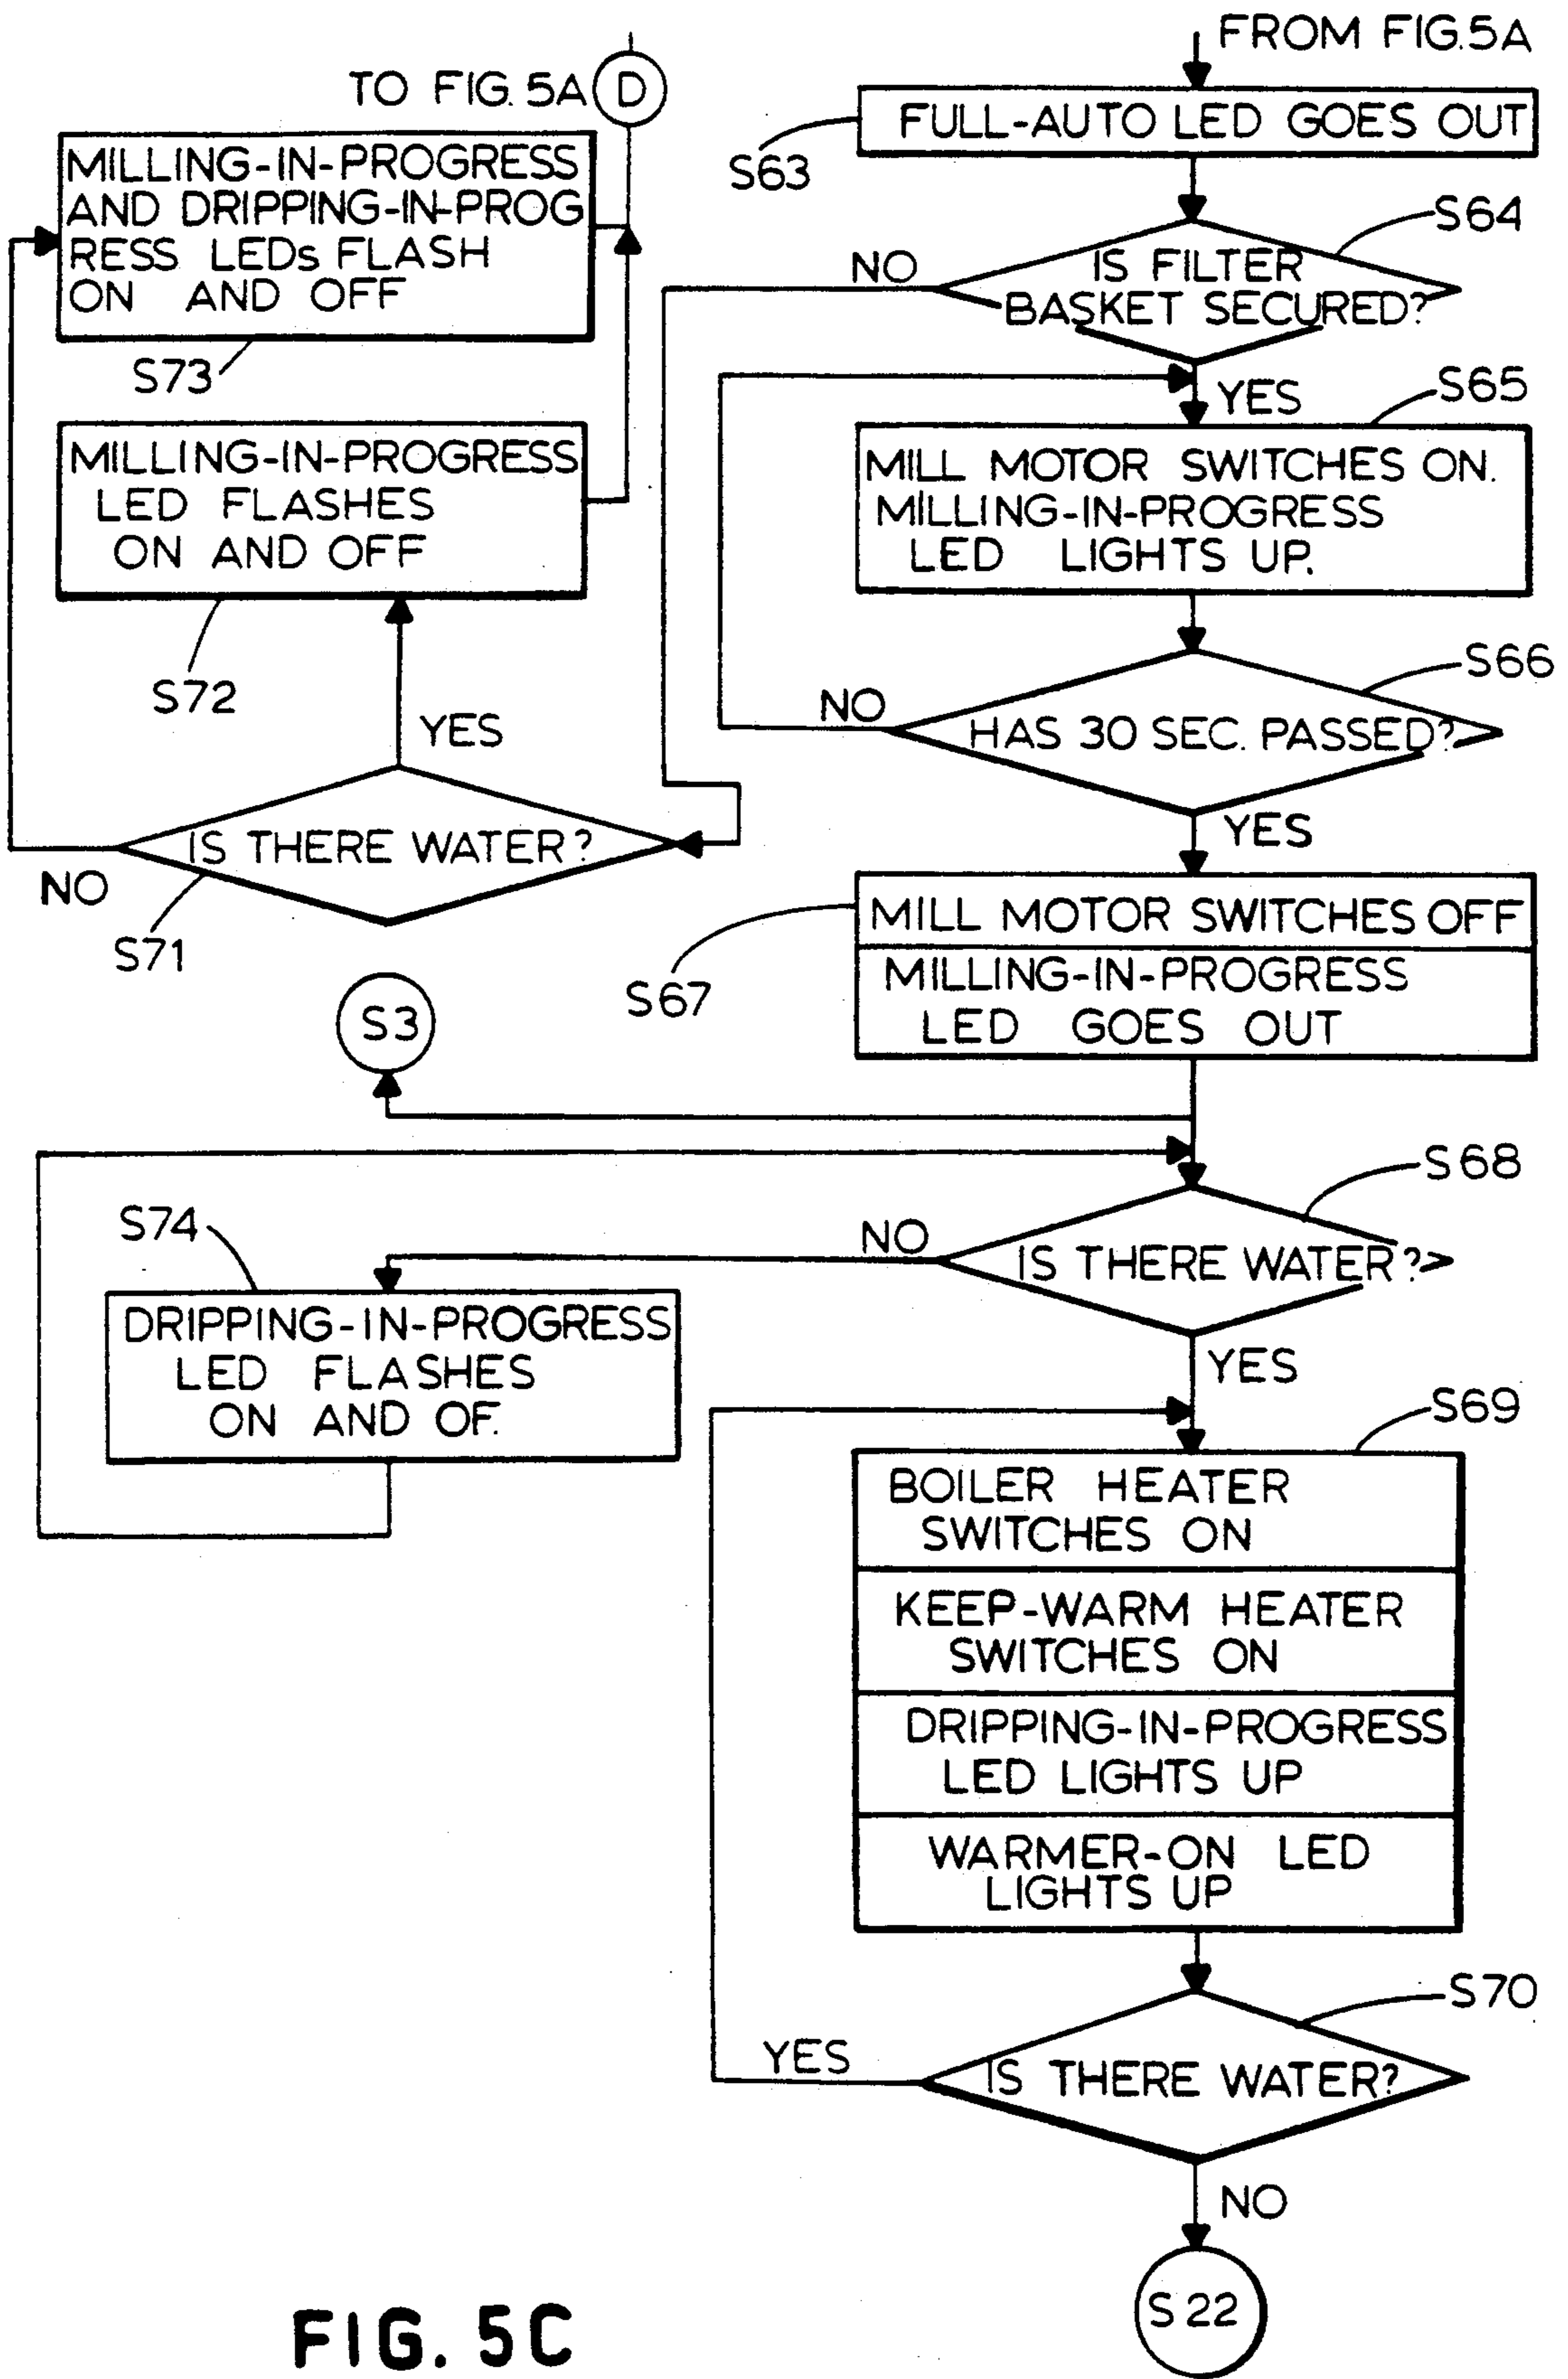 FROM FIG.5A
TO FIG. 5A
D
FULL-AUTO LED GOES OUT
S63
S64
NO
IS FILTER
BASKET SECURED?
YES
S65
MILL MOTOR SWITCHES ON.
MILLING-IN-PROGRESS
LED LIGHTS UP.
S66
NO
HAS 30 SEC. PASSED?
YES
MILL MOTOR SWITCHES OFF
MILLING-IN-PROGRESS
LED GOES OUT
S67
MILLING-IN-PROGRESS
AND DRIPPING-IN-PROG
RESS LEDs FLASH
ON AND OFF
S73
MILLING-IN-PROGRESS
LED FLASHES
ON AND OFF
S72
YES
IS THERE WATER?
NO
S71
S3
S68
NO
IS THERE WATER?
YES
S74
DRIPPING-IN-PROGRESS
LED FLASHES
ON AND OF.
S69
BOILER HEATER
SWITCHES ON
KEEP-WARM HEATER
SWITCHES ON
DRIPPING-IN-PROGRESS
LED LIGHTS UP
WARMER-ON LED
LIGHTS UP
S70
YES
IS THERE WATER?
NO
S22
FIG. 5C